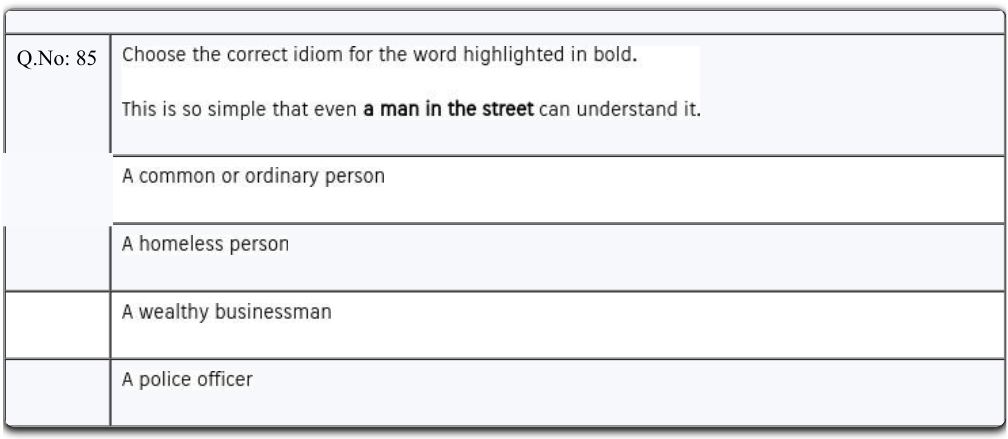 Q.No: 85
Choose the correct idiom for the word highlighted in bold.
This is so simple that even a man in the street can understand it.
A common or ordinary person
A homeless person
A wealthy businessman
A police officer